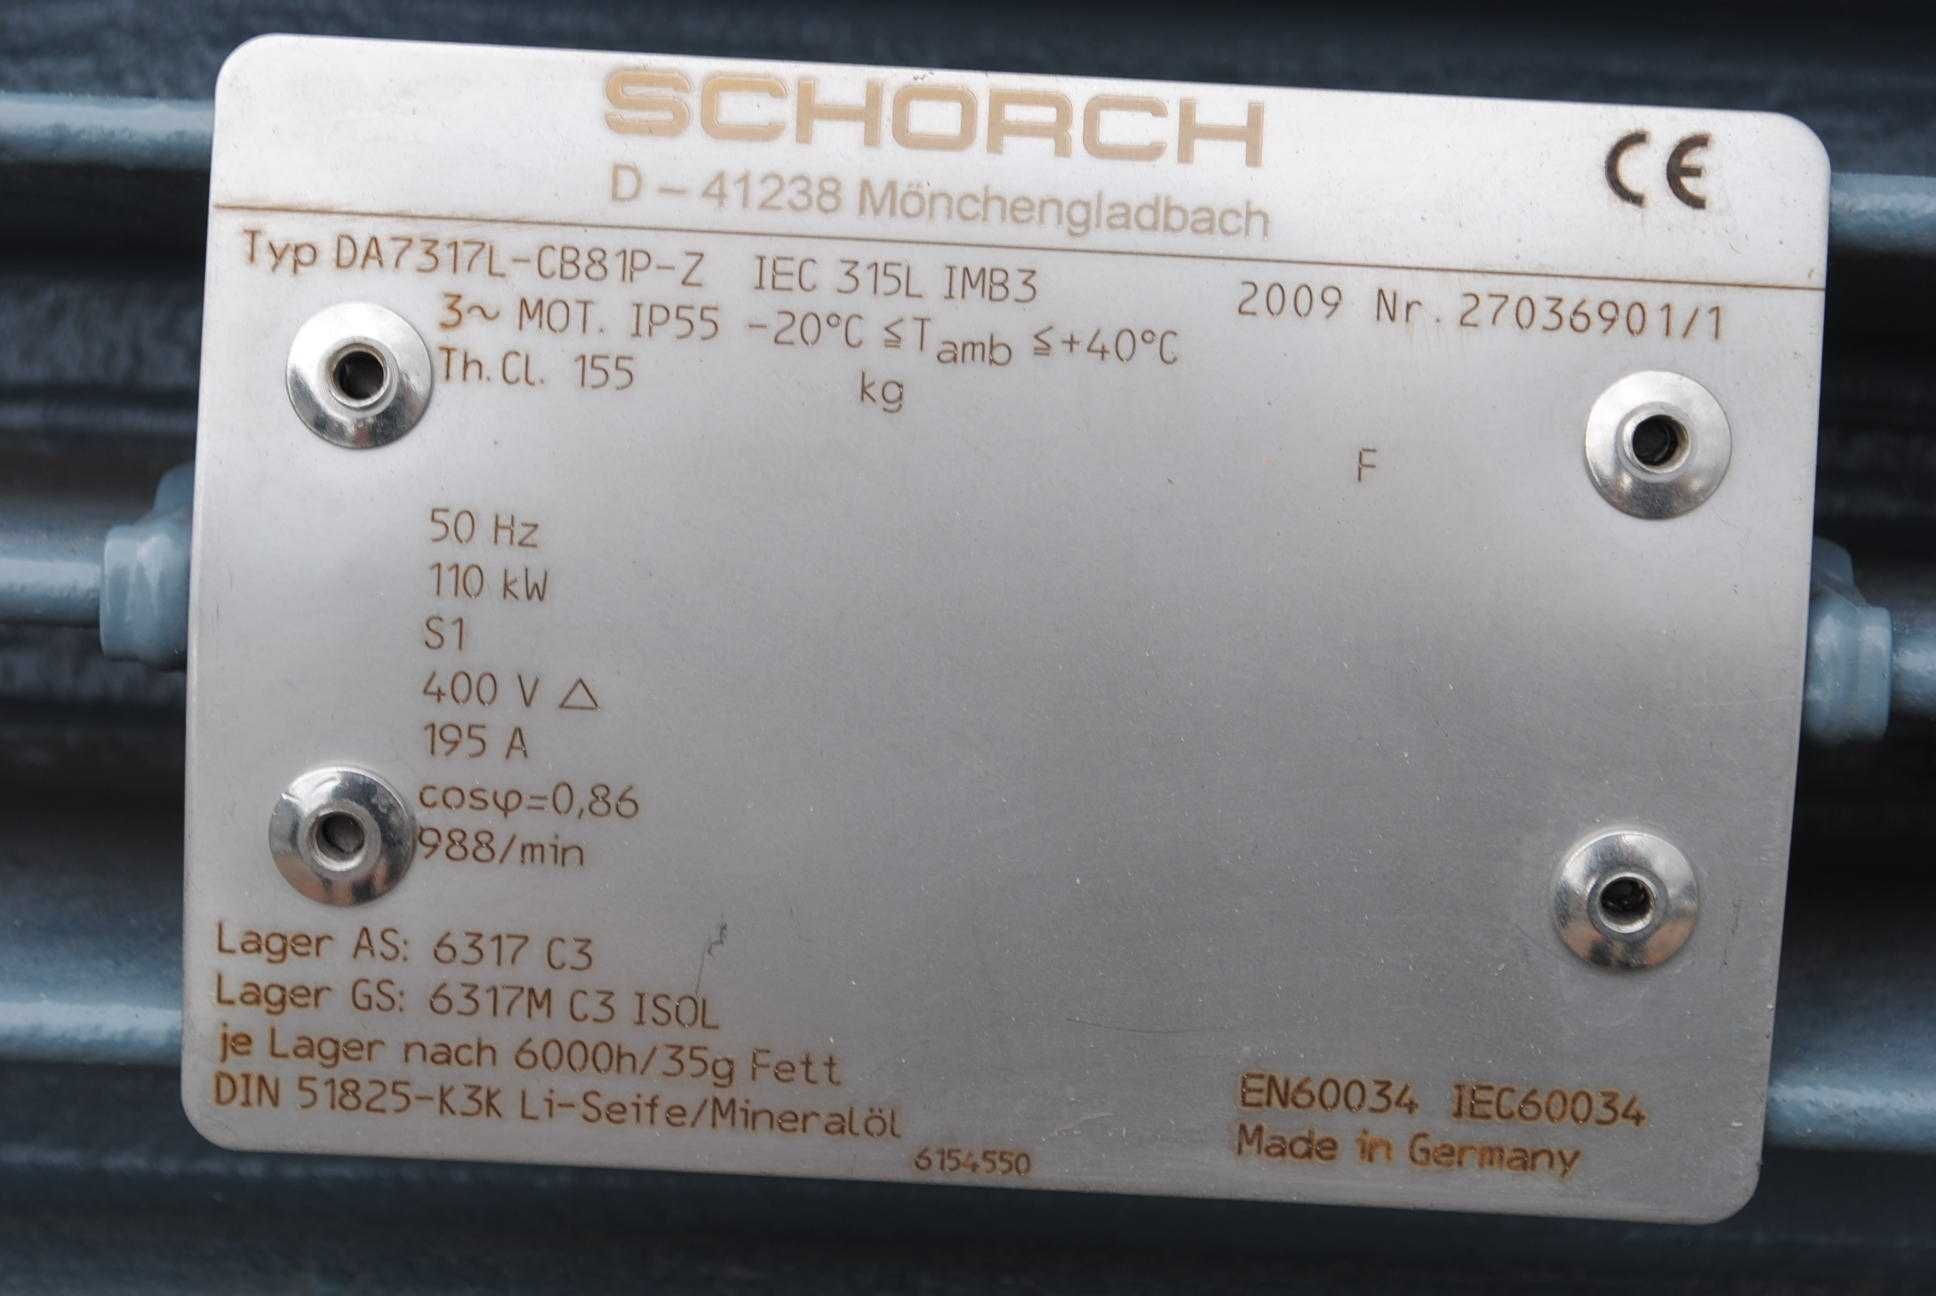 SCHORCH
CE
D – 41238 Mönchengladbach
Typ DA7317L-CB81P-Z IEC 315L IMB3 2009 Nr. 27036901/1
3~ MOT. IP55 -20°C ≦Tamb ≦+40°C
Th.Cl. 155 kg
F
50 Hz
110 kW
S1
400 V △
195 A
cosφ=0,86
988/min
Lager AS: 6317 C3
Lager GS: 6317M C3 ISOL
je Lager nach 6000h/35g Fett
DIN 51825-K3K Li-Seife/Mineralöl
EN60034 IEC60034
Made in Germany
6154550